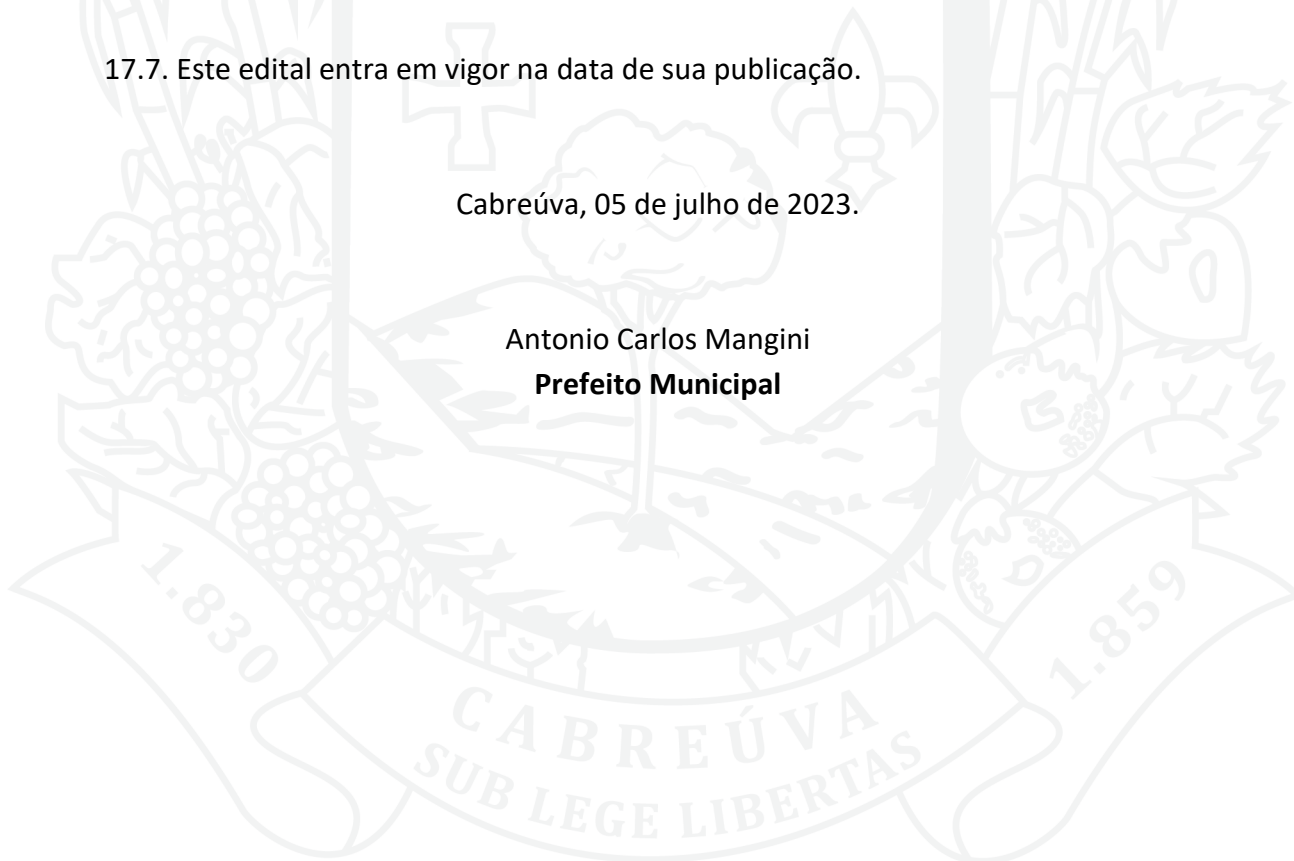 17.7. Este edital entra em vigor na data de sua publicação.
Cabreúva, 05 de julho de 2023.
Antonio Carlos Mangini
Prefeito Municipal
1.830
1.859
CABREÚVA
SUB LEGE LIBERTAS